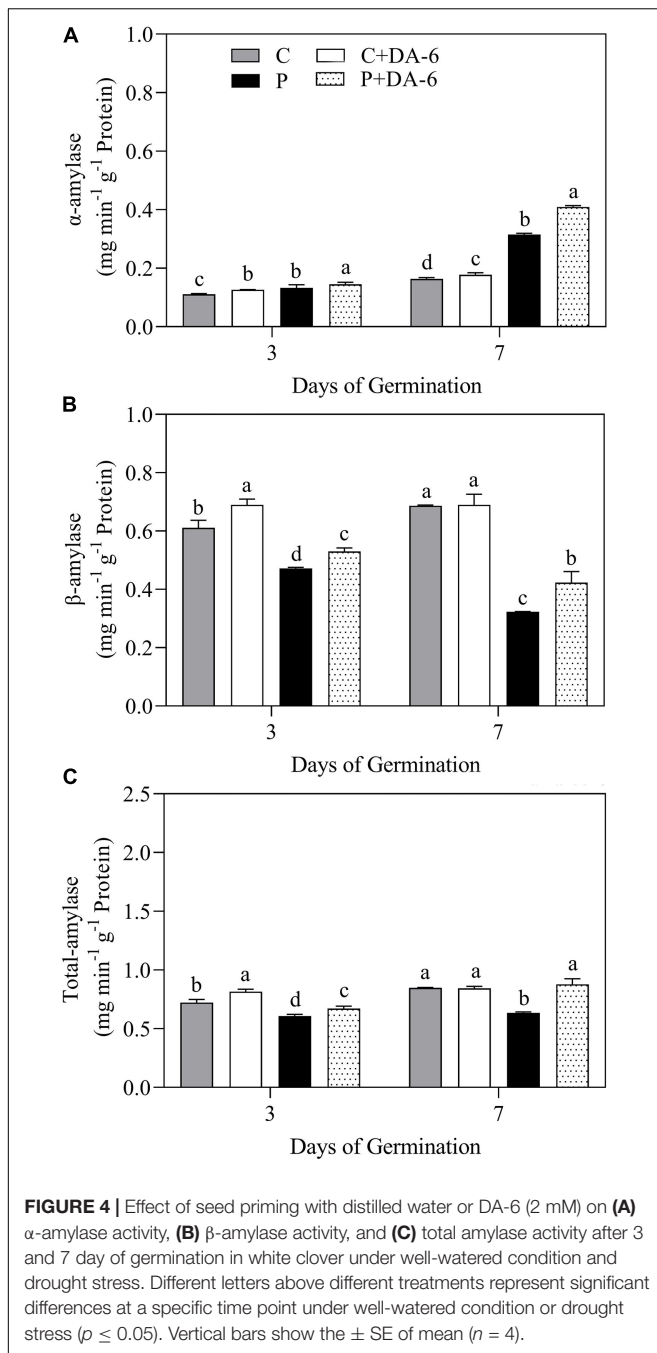 A
C C+DA-6
P P+DA-6
α-amylase
(mg min⁻¹ g⁻¹ Protein)
1.0
0.8
0.6
0.4
0.2
0.0
c b b a d c b a
3 7
Days of Germination
B
β-amylase
(mg min⁻¹ g⁻¹ Protein)
1.0
0.8
0.6
0.4
0.2
0.0
b a d c a a c b
3 7
Days of Germination
C
Total-amylase
(mg min⁻¹ g⁻¹ Protein)
2.5
2.0
1.5
1.0
0.5
0.0
b a d c a a b a
3 7
Days of Germination
FIGURE 4 | Effect of seed priming with distilled water or DA-6 (2 mM) on (A)
α-amylase activity, (B) β-amylase activity, and (C) total amylase activity after 3
and 7 day of germination in white clover under well-watered condition and
drought stress. Different letters above different treatments represent significant
differences at a specific time point under well-watered condition or drought
stress (p ≤ 0.05). Vertical bars show the ± SE of mean (n = 4).